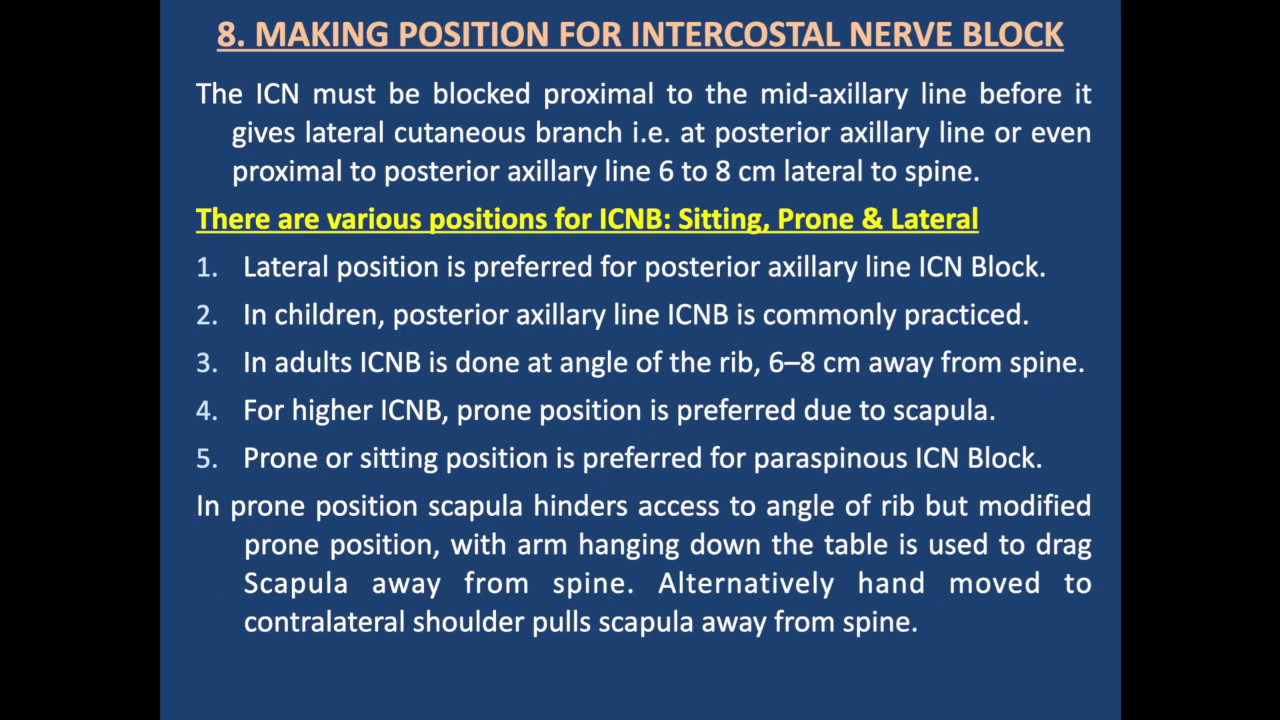 8. MAKING POSITION FOR INTERCOSTAL NERVE BLOCK
The ICN must be blocked proximal to the mid-axillary line before it
gives lateral cutaneous branch i.e. at posterior axillary line or even
proximal to posterior axillary line 6 to 8 cm lateral to spine.
There are various positions for ICNB: Sitting, Prone & Lateral
1. Lateral position is preferred for posterior axillary line ICN Block.
2. In children, posterior axillary line ICNB is commonly practiced.
3. In adults ICNB is done at angle of the rib, 6–8 cm away from spine.
4. For higher ICNB, prone position is preferred due to scapula.
5. Prone or sitting position is preferred for paraspinous ICN Block.
In prone position scapula hinders access to angle of rib but modified
prone position, with arm hanging down the table is used to drag
Scapula away from spine. Alternatively hand moved to
contralateral shoulder pulls scapula away from spine.